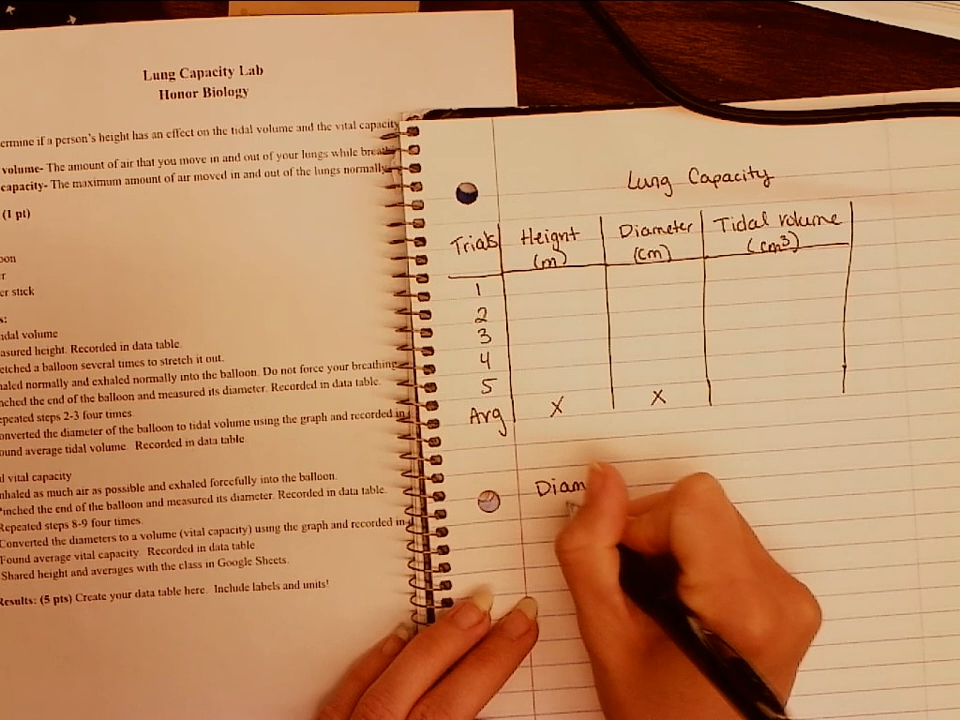 Lung Capacity Lab
Honor Biology
ermine if a person's height has an effect on the tidal volume and the vital capacity
volume- The amount of air that you move in and out of your lungs while
capacity- The maximum amount of air moved in and out of the lungs normally
(1 pt)
oon
r
er stick
s:
idal volume
asured height. Recorded in data table.
etched a balloon several times to stretch it out.
haled normally and exhaled normally into the balloon. Do not force your breathing
nched the end of the balloon and measured its diameter. Recorded in data table.
epeated steps 2-3 four times.
onverted the diameter of the balloon to tidal volume using the graph and recorded in
ound average tidal volume. Recorded in data table
l vital capacity
nhaled as much air as possible and exhaled forcefully into the balloon.
Pinched the end of the balloon and measured its diameter. Recorded in data table.
Repeated steps 8-9 four times.
Converted the diameters to a volume (vital capacity) using the graph and recorded in
Found average vital capacity. Recorded in data table
Shared height and averages with the class in Google Sheets.
Results: (5 pts) Create your data table here. Include labels and units!
Lung Capacity
Trials Height (m) Diameter (cm) Tidal volume (cm³)
1
2
3
4
5
Avg X X
Diam